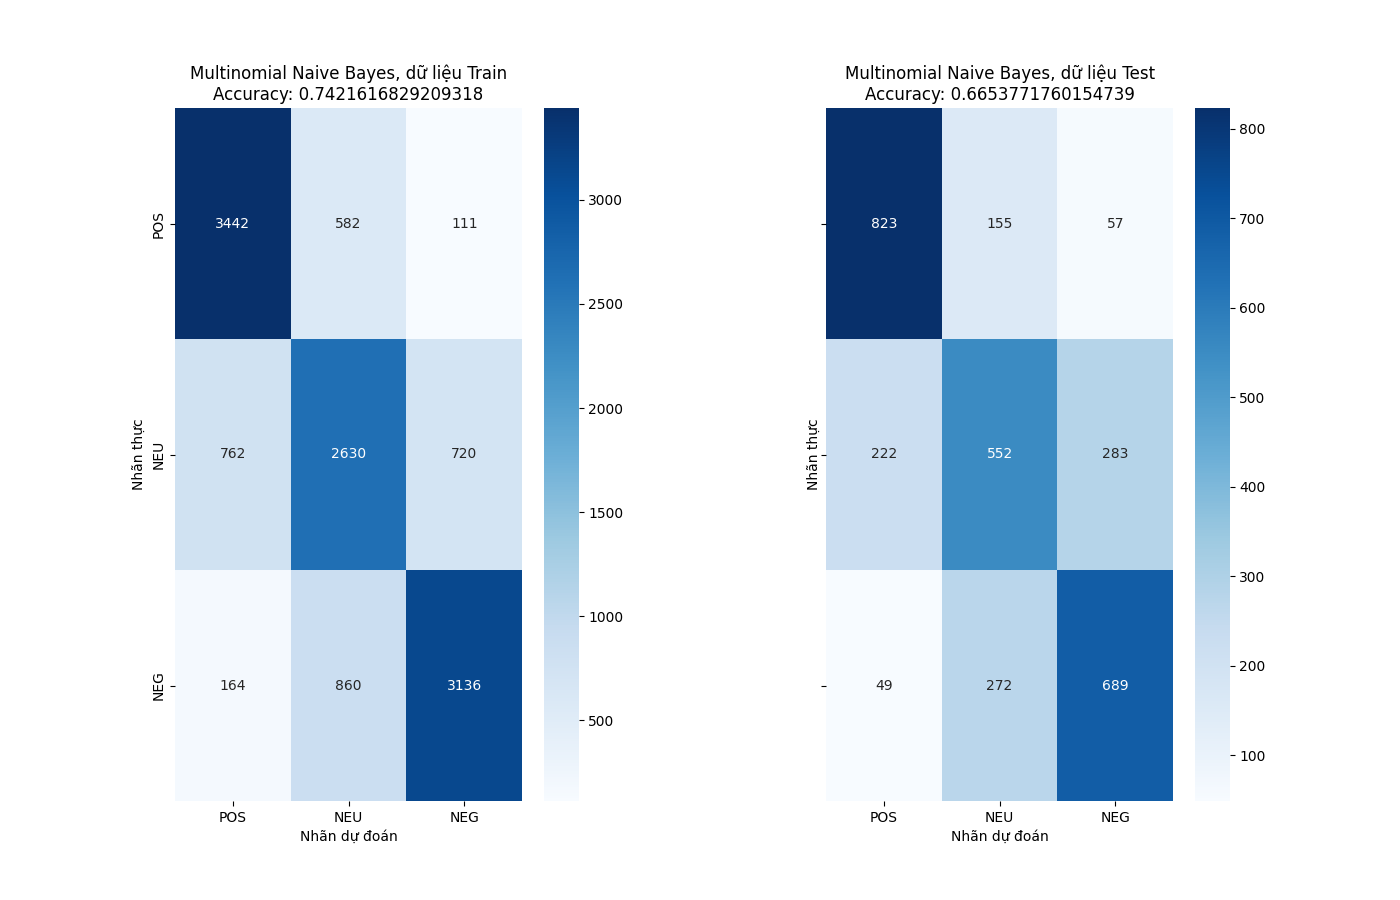 Multinomial Naive Bayes, dữ liệu Train
Accuracy: 0.7421616829209318
POS
NEU
NEG
Nhãn thực
3442 582 111
762 2630 720
164 860 3136
POS NEU NEG
Nhãn dự đoán
3000
2500
2000
1500
1000
500
Multinomial Naive Bayes, dữ liệu Test
Accuracy: 0.6653771760154739
Nhãn thực
823 155 57
222 552 283
49 272 689
POS NEU NEG
Nhãn dự đoán
800
700
600
500
400
300
200
100